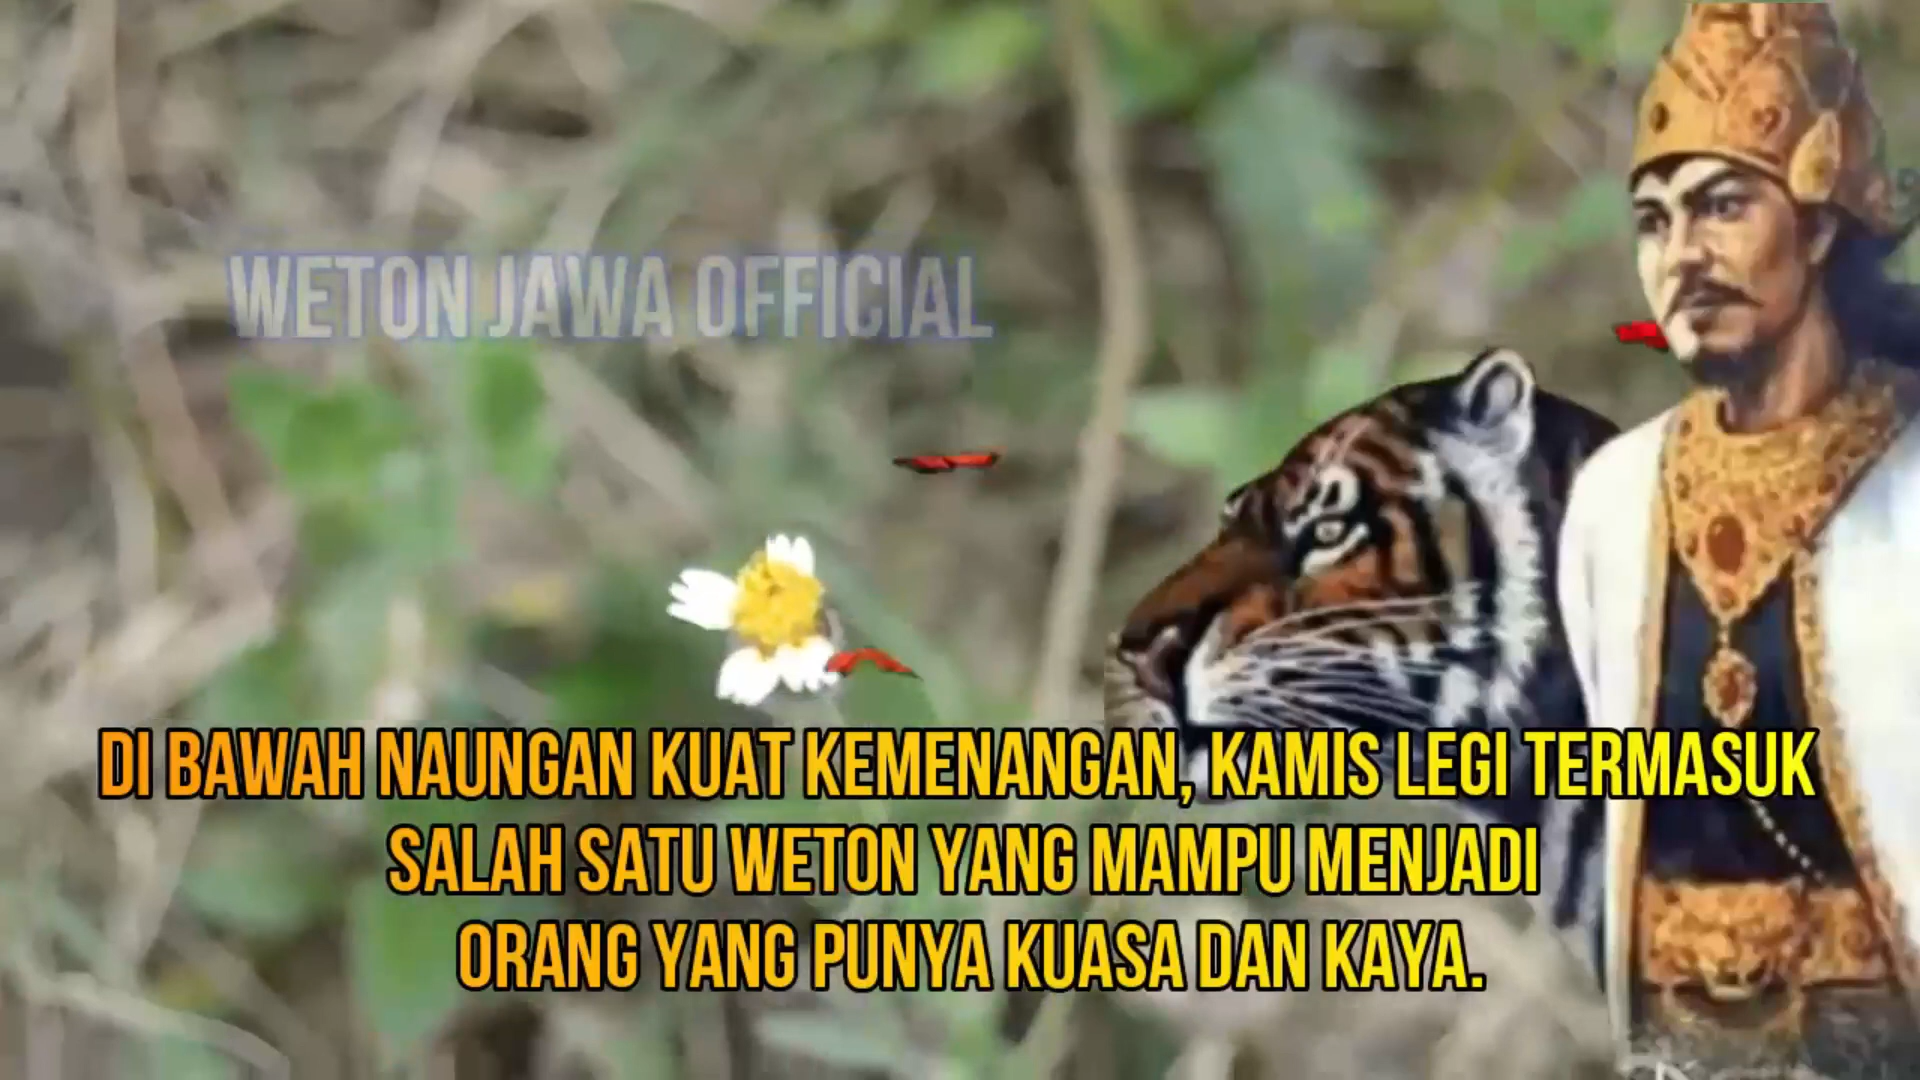 WETON JAWA OFFICIAL
DI BAWAH NAUNGAN KUAT KEMENANGAN, KAMIS LEGI TERMASUK
SALAH SATU WETON YANG MAMPU MENJADI
ORANG YANG PUNYA KUASA DAN KAYA.